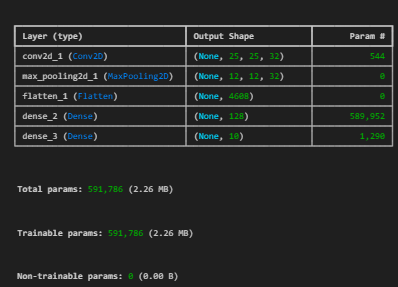 Layer (type) Output Shape Param #
conv2d_1 (Conv2D) (None, 25, 25, 32) 544
max_pooling2d_1 (MaxPooling2D) (None, 12, 12, 32) 0
flatten_1 (Flatten) (None, 4608) 0
dense_2 (Dense) (None, 128) 589,952
dense_3 (Dense) (None, 10) 1,290
Total params: 591,786 (2.26 MB)
Trainable params: 591,786 (2.26 MB)
Non-trainable params: 0 (0.00 B)